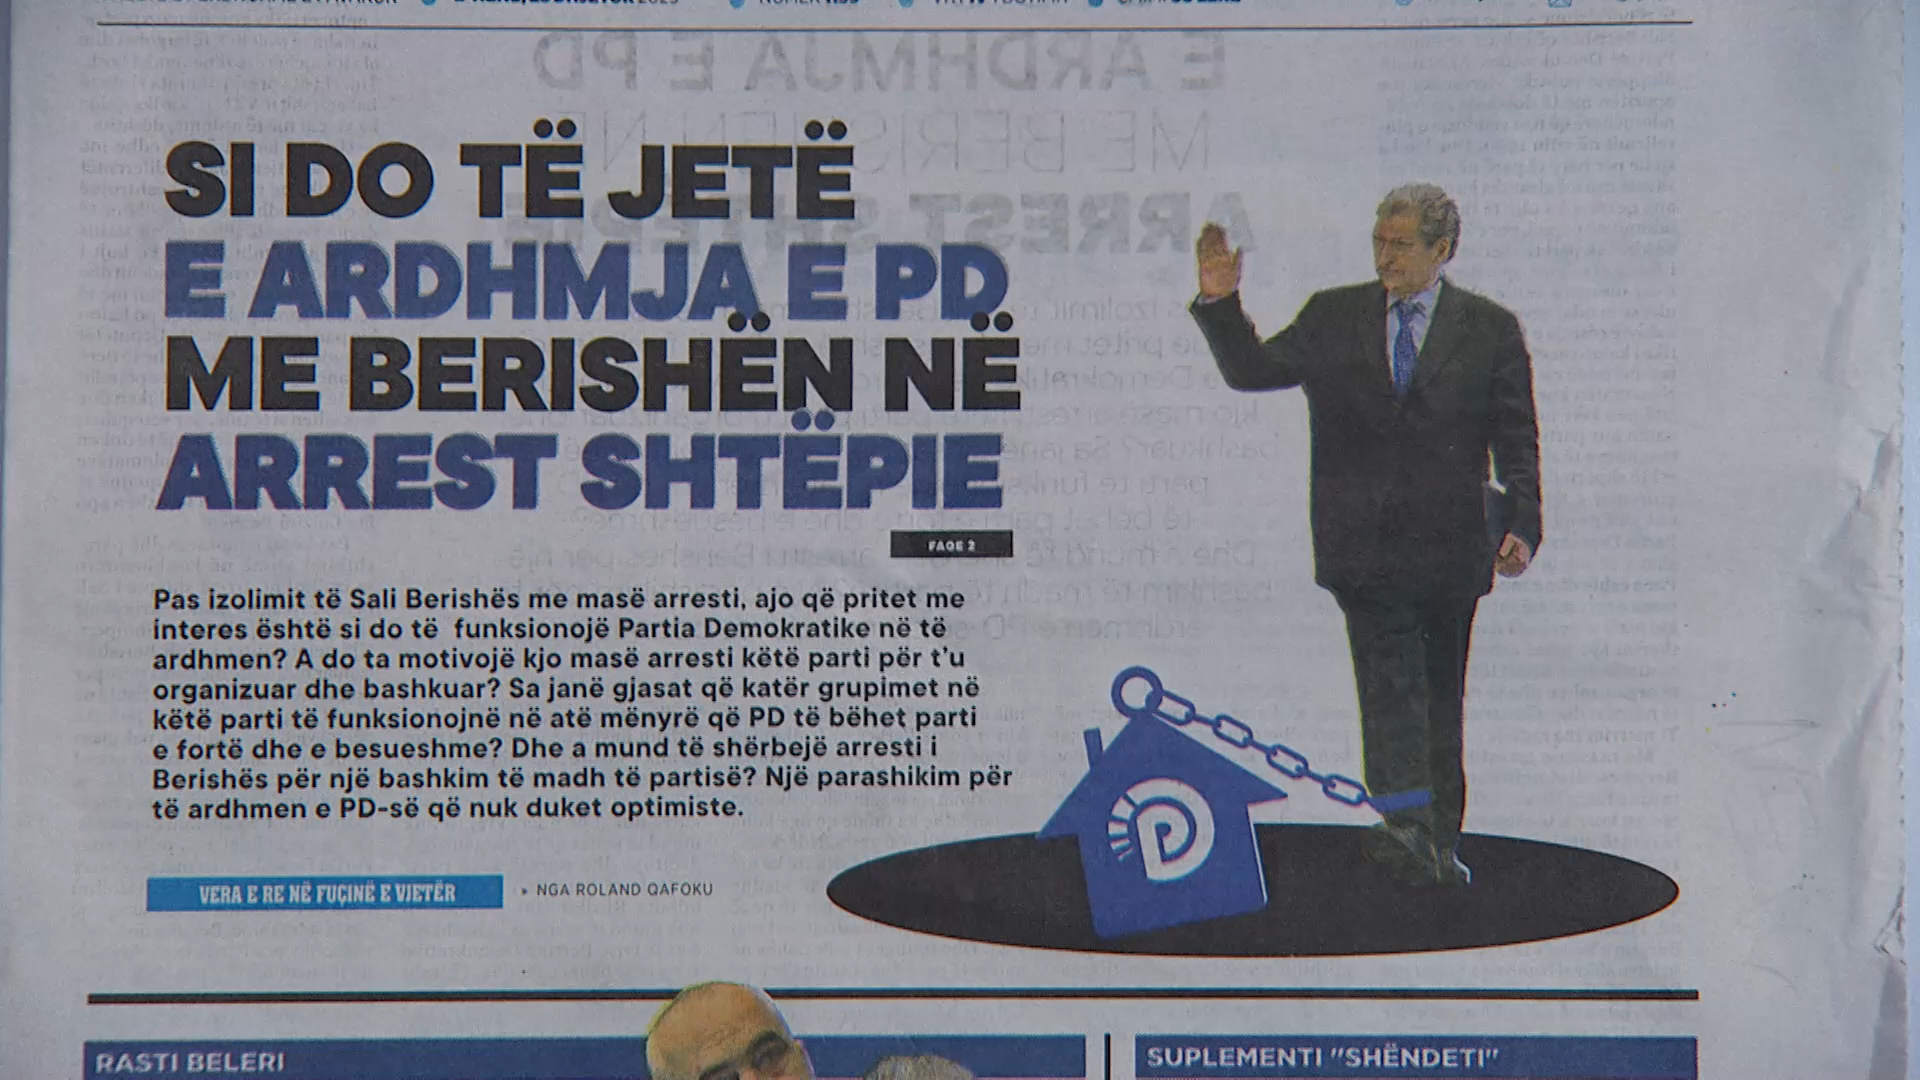 SI DO TË JETË
E ARDHMJA E PD
ME BERISHËN NË
ARREST SHTËPIE
FAQE 2
Pas izolimit të Sali Berishës me masë arresti, ajo që pritet me
interes është si do të funksionojë Partia Demokratike në të
ardhmen? A do ta motivojë kjo masë arresti këtë parti për t'u
organizuar dhe bashkuar? Sa janë gjasat që katër grupimet në
këtë parti të funksionojnë në atë mënyrë që PD të bëhet parti
e fortë dhe e besueshme? Dhe a mund të shërbejë arresti i
Berishës për një bashkim të madh të partisë? Një parashikim për
të ardhmen e PD-së që nuk duket optimiste.
VERA E RE NË FUÇINË E VJETËR
» NGA ROLAND QAFOKU
RASTI BELERI
SUPLEMENTI "SHËNDETI"